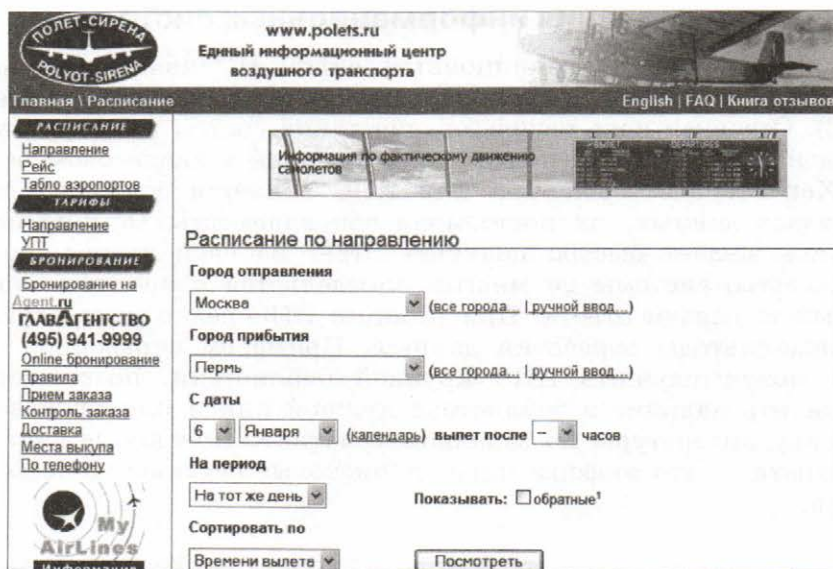 ПОЛЕТ-СИРЕНА
POLYOT-SIRENA
www.polets.ru
Единый информационный центр
воздушного транспорта
Главная \ Расписание
English | FAQ | Книга отзывов
РАСПИСАНИЕ
Направление
Рейс
Табло аэропортов
ТАРИФЫ
Направление
УПТ
БРОНИРОВАНИЕ
Бронирование на
Agent.ru
ГЛАВАГЕНТСТВО
(495) 941-9999
Online бронирование
Правила
Прием заказа
Контроль заказа
Доставка
Места выкупа
По телефону
My
AirLines
Информация по фактическому движению
самолетов
Расписание по направлению
Город отправления
Москва (все города... | ручной ввод...)
Город прибытия
Пермь (все города... | ручной ввод...)
С даты
6 Января (календарь) вылет после -- часов
На период
На тот же день Показывать: обратные¹
Сортировать по
Времени вылета Посмотреть